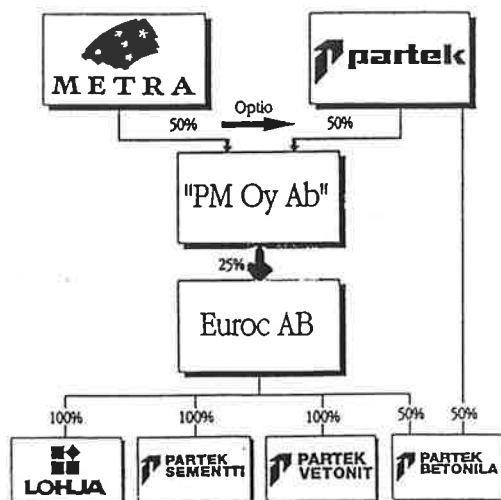 METRA
partek
Optio
50%
50%
"PM Oy Ab"
25%
Euroc AB
100%
100%
100%
50%
50%
LOHJA
PARTEK
SEMENTTI
PARTEK
VETONIT
PARTEK
BETONILA